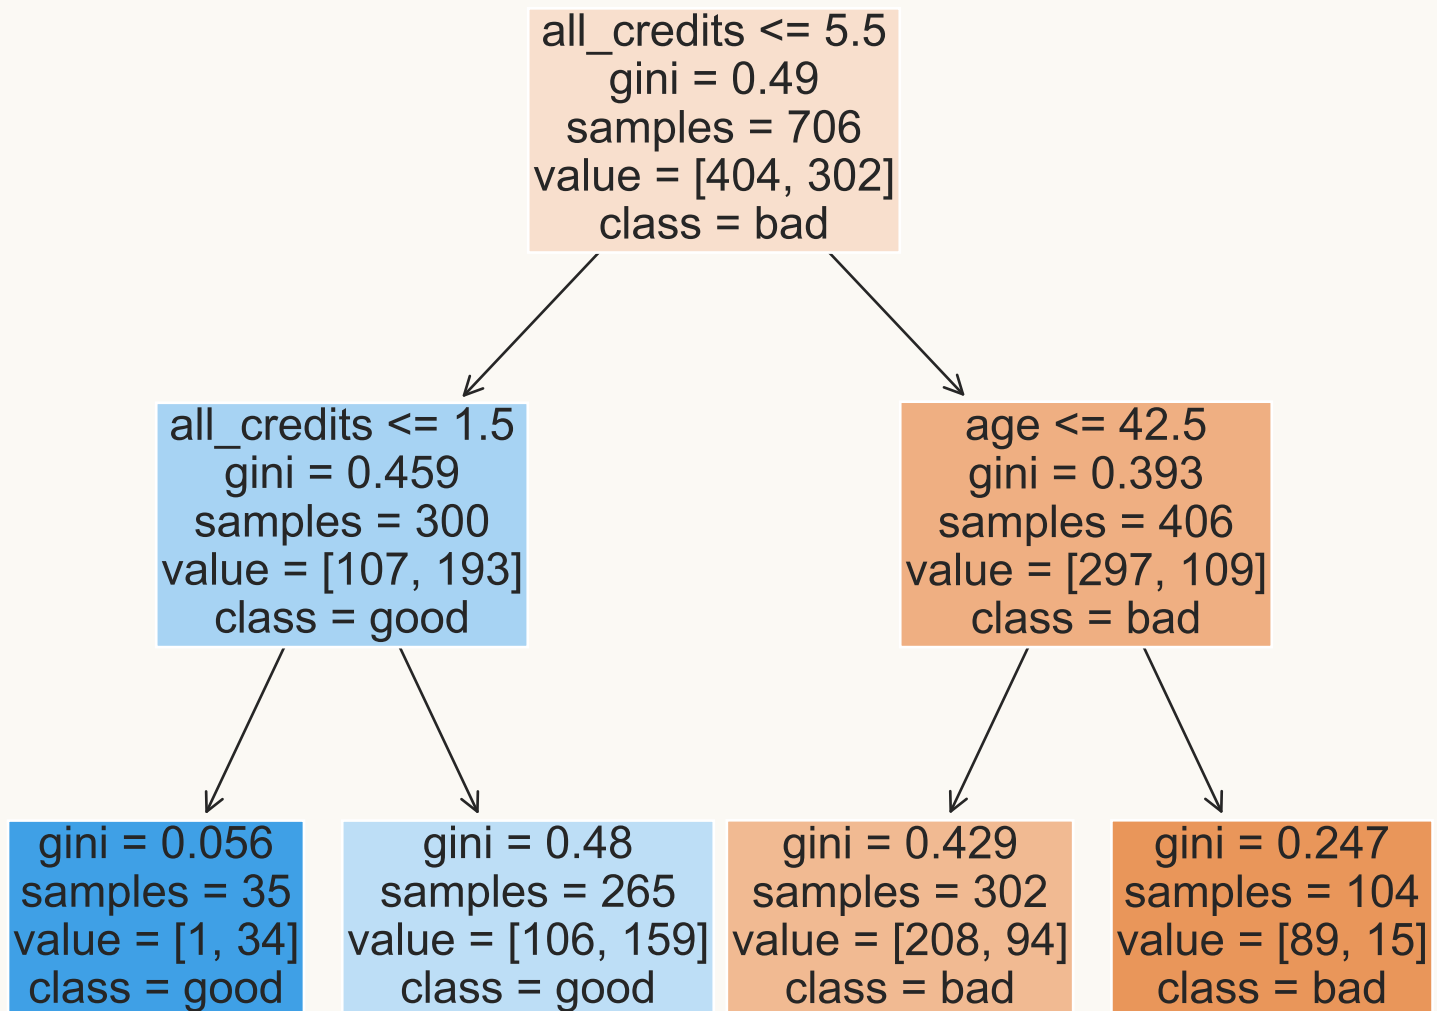 all_credits <= 5.5
gini = 0.49
samples = 706
value = [404, 302]
class = bad
all_credits <= 1.5
gini = 0.459
samples = 300
value = [107, 193]
class = good
age <= 42.5
gini = 0.393
samples = 406
value = [297, 109]
class = bad
gini = 0.056
samples = 35
value = [1, 34]
class = good
gini = 0.48
samples = 265
value = [106, 159]
class = good
gini = 0.429
samples = 302
value = [208, 94]
class = bad
gini = 0.247
samples = 104
value = [89, 15]
class = bad